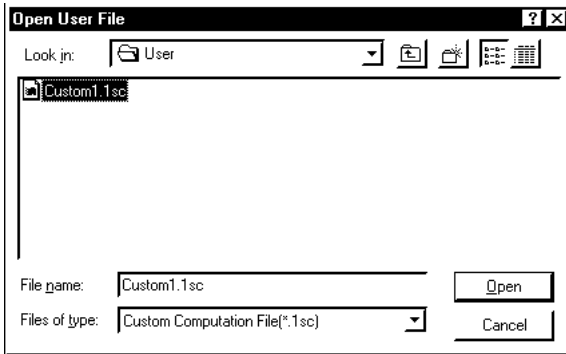 Open User File
Look in: User
Custom1.1sc
File name: Custom1.1sc Open
Files of type: Custom Computation File(*.1sc) Cancel